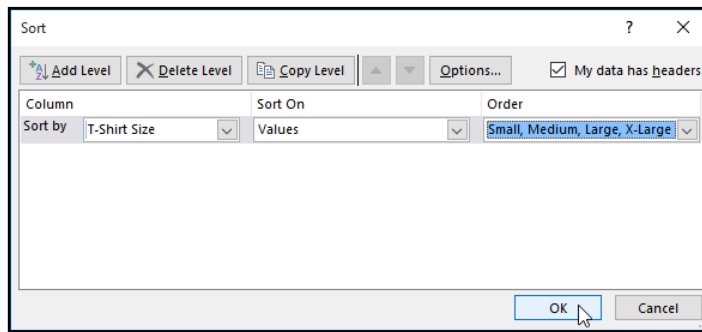 Sort ? X
Add Level Delete Level Copy Level Options... My data has headers
Column Sort On Order
Sort by T-Shirt Size Values Small, Medium, Large, X-Large
OK Cancel